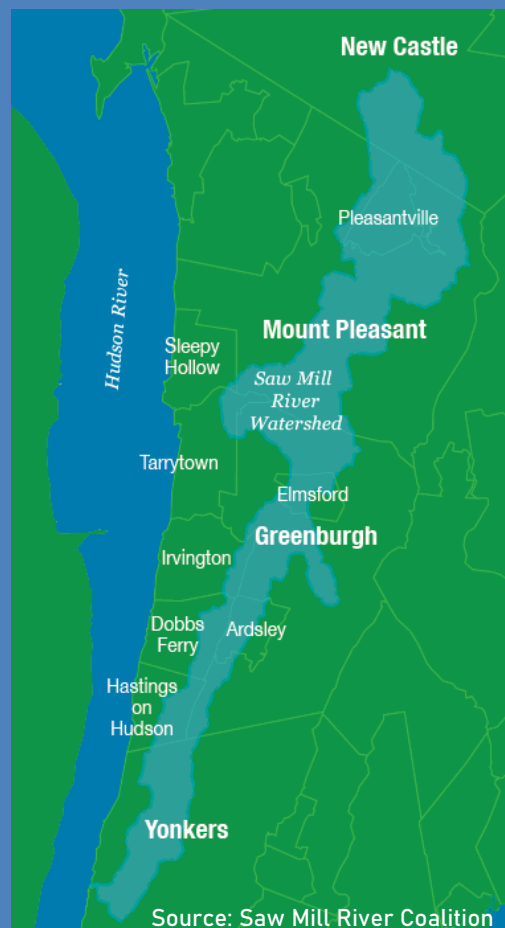 New Castle
Pleasantville
Hudson River
Mount Pleasant
Sleepy
Hollow
Saw Mill
River
Watershed
Tarrytown
Elmsford
Greenburgh
Irvington
Dobbs
Ferry
Ardsley
Hastings
on
Hudson
Yonkers
Source: Saw Mill River Coalition